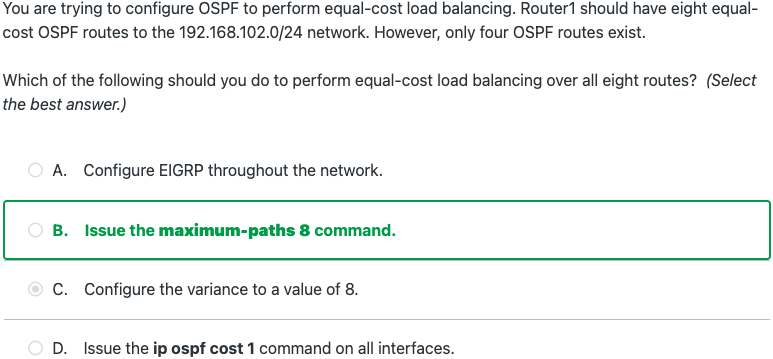 You are trying to configure OSPF to perform equal-cost load balancing. Router1 should have eight equal-
cost OSPF routes to the 192.168.102.0/24 network. However, only four OSPF routes exist.
Which of the following should you do to perform equal-cost load balancing over all eight routes? (Select
the best answer.)
A. Configure EIGRP throughout the network.
B. Issue the maximum-paths 8 command.
C. Configure the variance to a value of 8.
D. Issue the ip ospf cost 1 command on all interfaces.